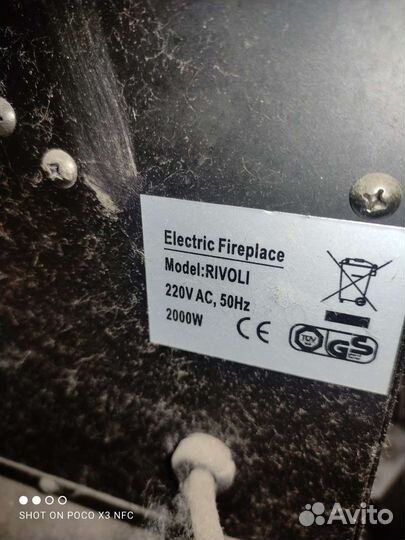 Electric Fireplace
Model:RIVOLI
220V AC, 50Hz
2000W
CE
TÜV
GS
SHOT ON POCO X3 NFC
Avito